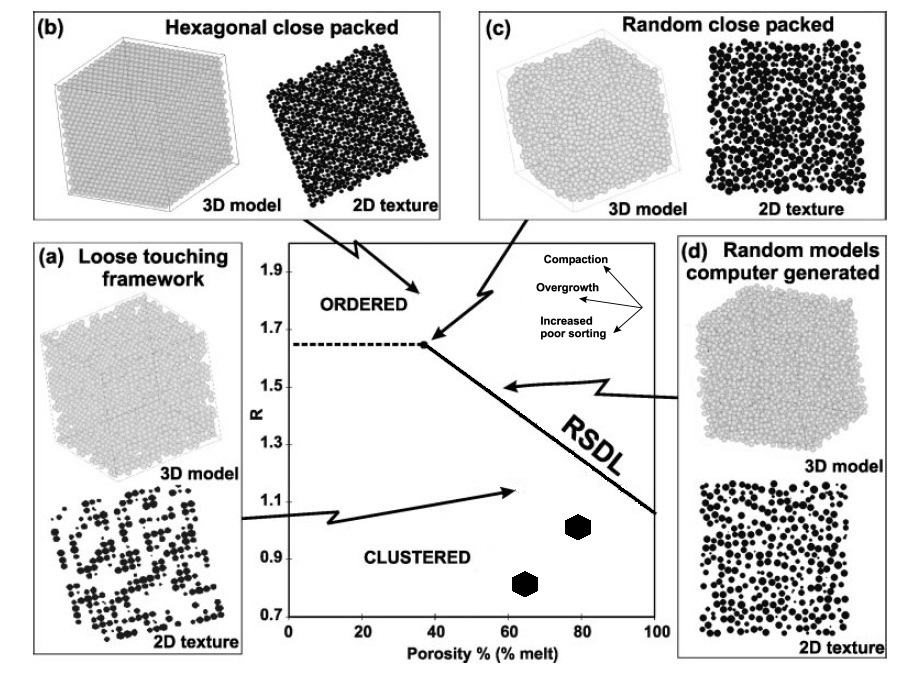 (b) Hexagonal close packed
3D model
2D texture
(c) Random close packed
3D model
2D texture
(a) Loose touching
framework
3D model
2D texture
(d) Random models
computer generated
3D model
2D texture
1.9
1.7
1.5
1.3
1.1
0.9
0.7
R
ORDERED
Compaction
Overgrowth
Increased
poor sorting
RSDL
CLUSTERED
0 20 40 60 80 100
Porosity % (% melt)